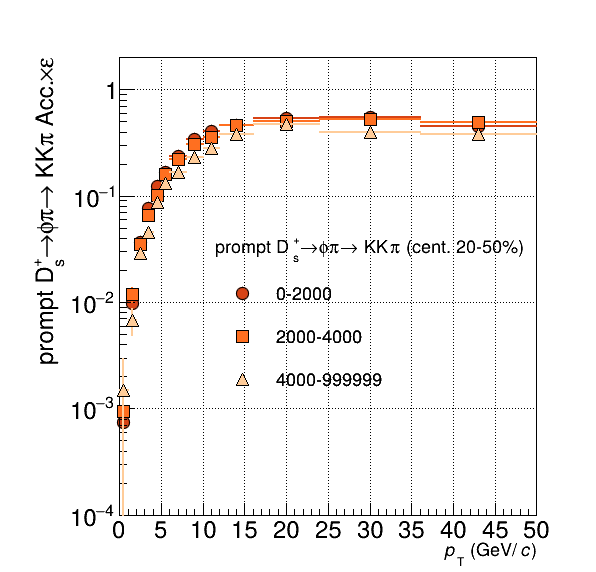 prompt D_s^+→ϕπ→ KKπ Acc.×ε
1
10^−1
10^−2
10^−3
10^−4
prompt D_s^+→ϕπ→ KKπ (cent. 20-50%)
0-2000
2000-4000
4000-999999
0 5 10 15 20 25 30 35 40 45 50
p_T (GeV/c)